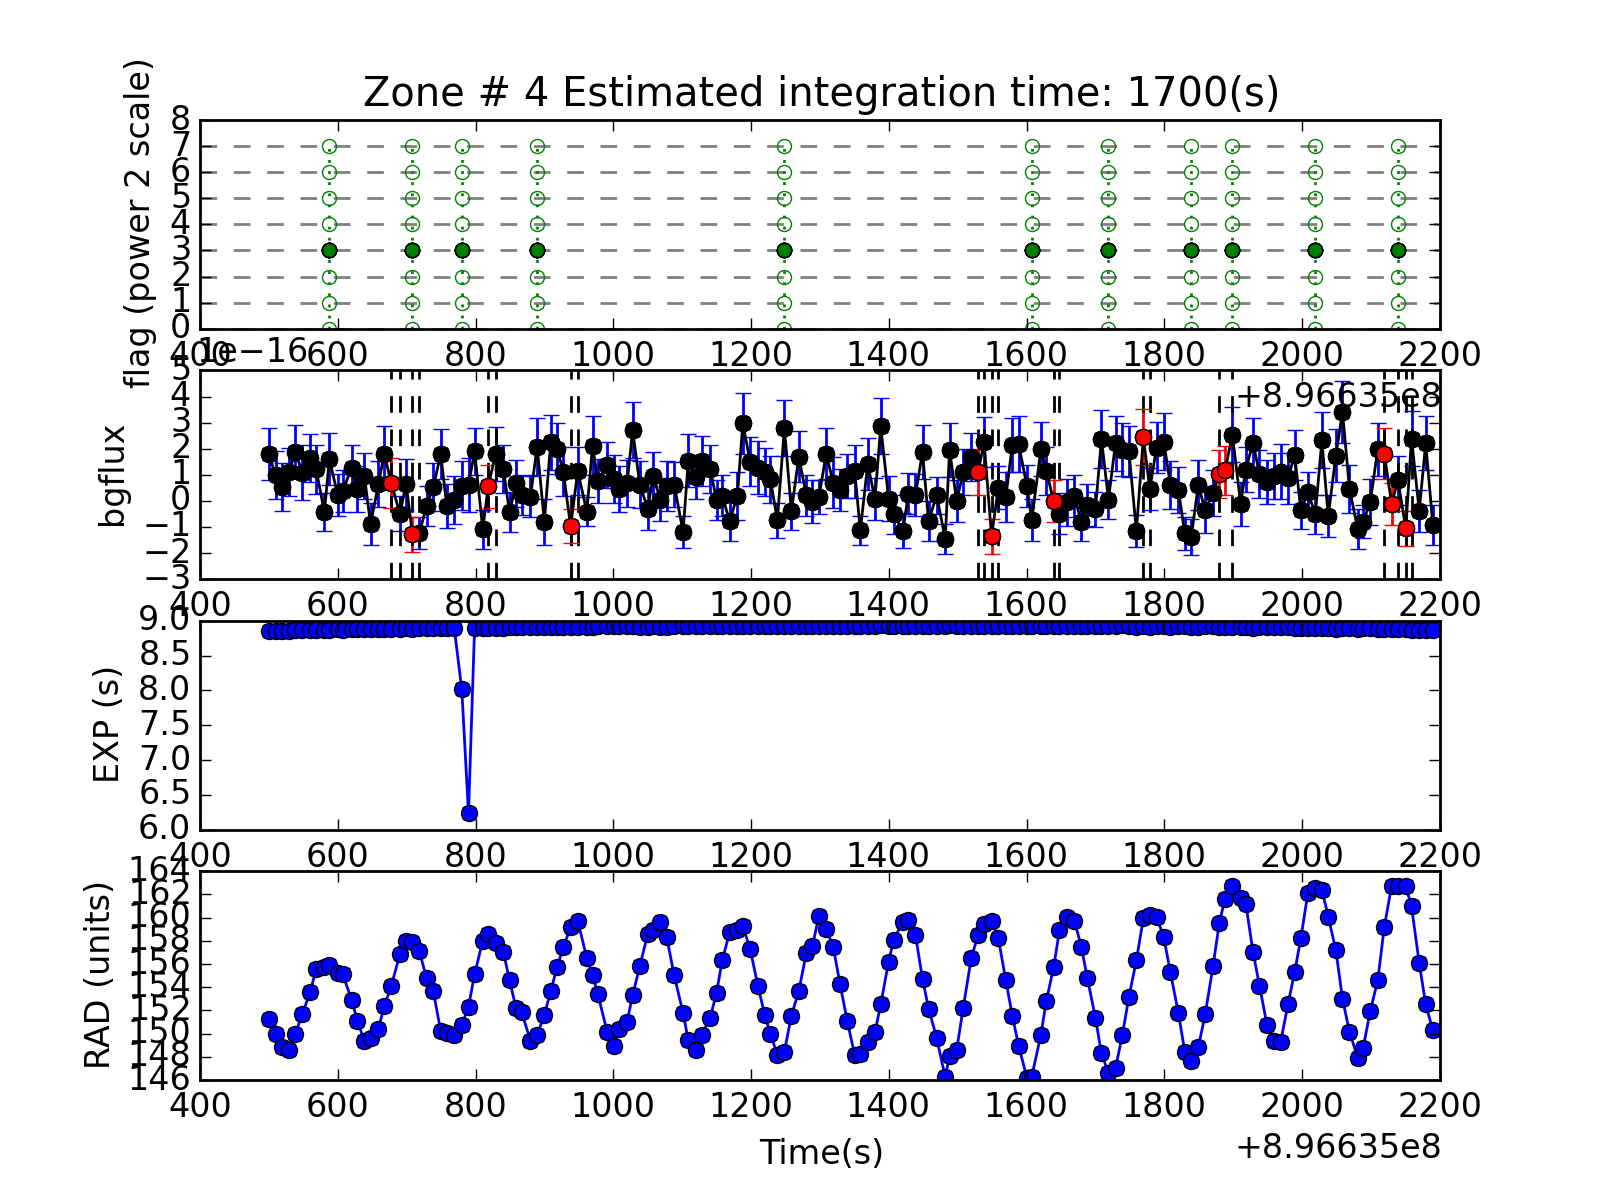 Zone # 4 Estimated integration time: 1700(s)
flag (power 2 scale)
8
7
6
5
4
3
2
1
0
400 600 800 1000 1200 1400 1600 1800 2000 2200
1e−16
+8.96635e8
bgflux
5
4
3
2
1
0
−1
−2
−3
400 600 800 1000 1200 1400 1600 1800 2000 2200
EXP (s)
9.0
8.5
8.0
7.5
7.0
6.5
6.0
400 600 800 1000 1200 1400 1600 1800 2000 2200
RAD (units)
164
162
160
158
156
154
152
150
148
146
400 600 800 1000 1200 1400 1600 1800 2000 2200
Time(s)
+8.96635e8